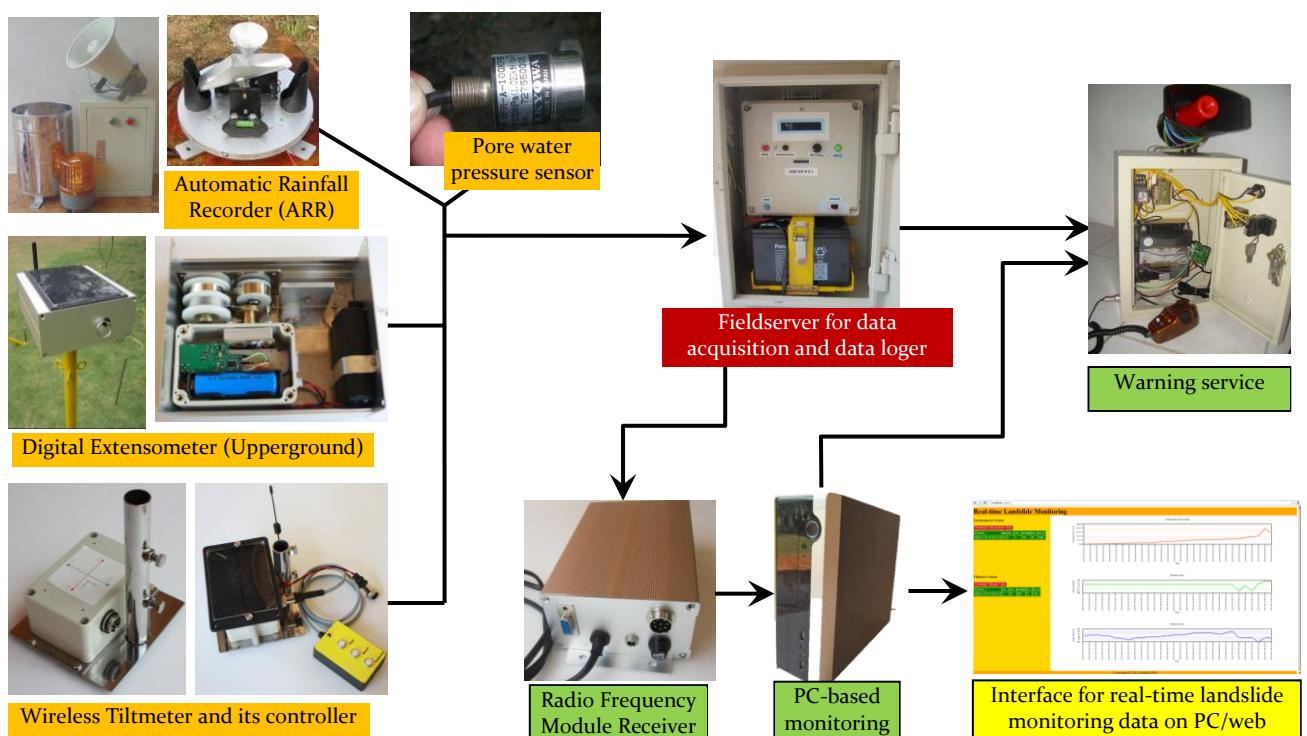 KYOWA
727550005
Pore water
pressure sensor
Automatic Rainfall
Recorder (ARR)
Fieldserver for data
acquisition and data loger
Warning service
Digital Extensometer (Upperground)
Real-time Landslide Monitoring
Wireless Tiltmeter and its controller
Radio Frequency
Module Receiver
PC-based
monitoring
Interface for real-time landslide
monitoring data on PC/web